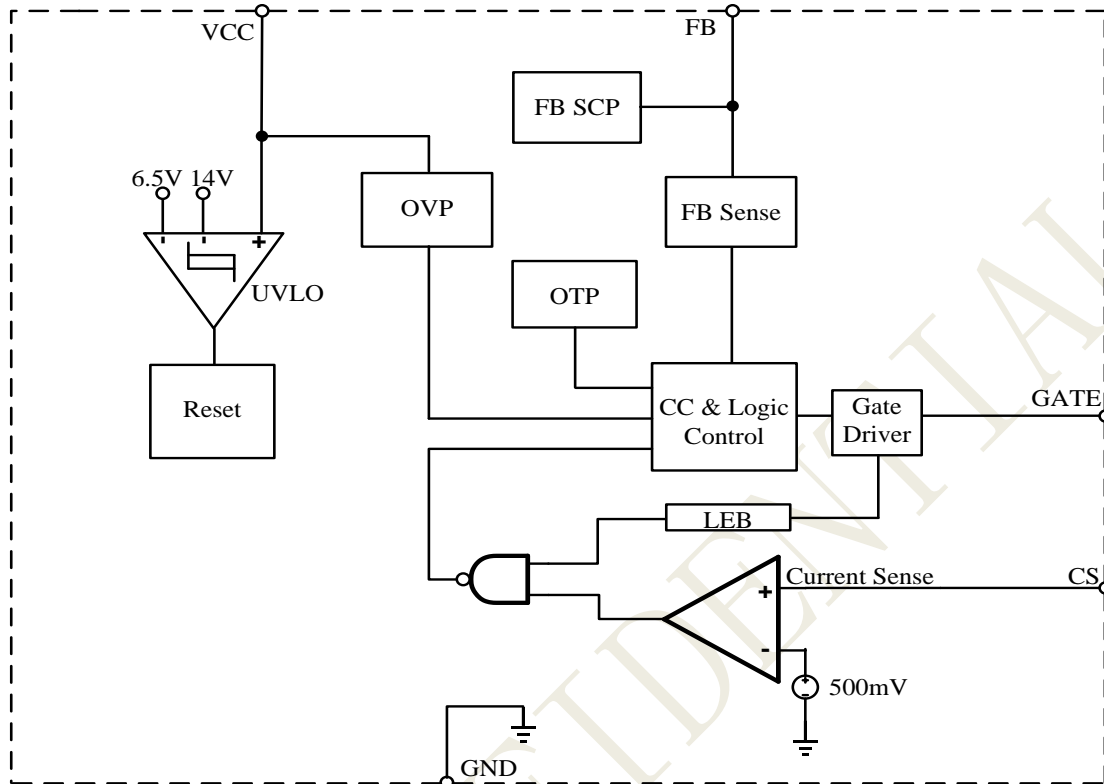 VCC
FB
FB SCP
6.5V 14V
OVP
FB Sense
- - +
UVLO
OTP
Reset
CC & Logic
Control
Gate
Driver
GATE
LEB
Current Sense
CS
+
-
+
-
500mV
GND
FIDENTIAL